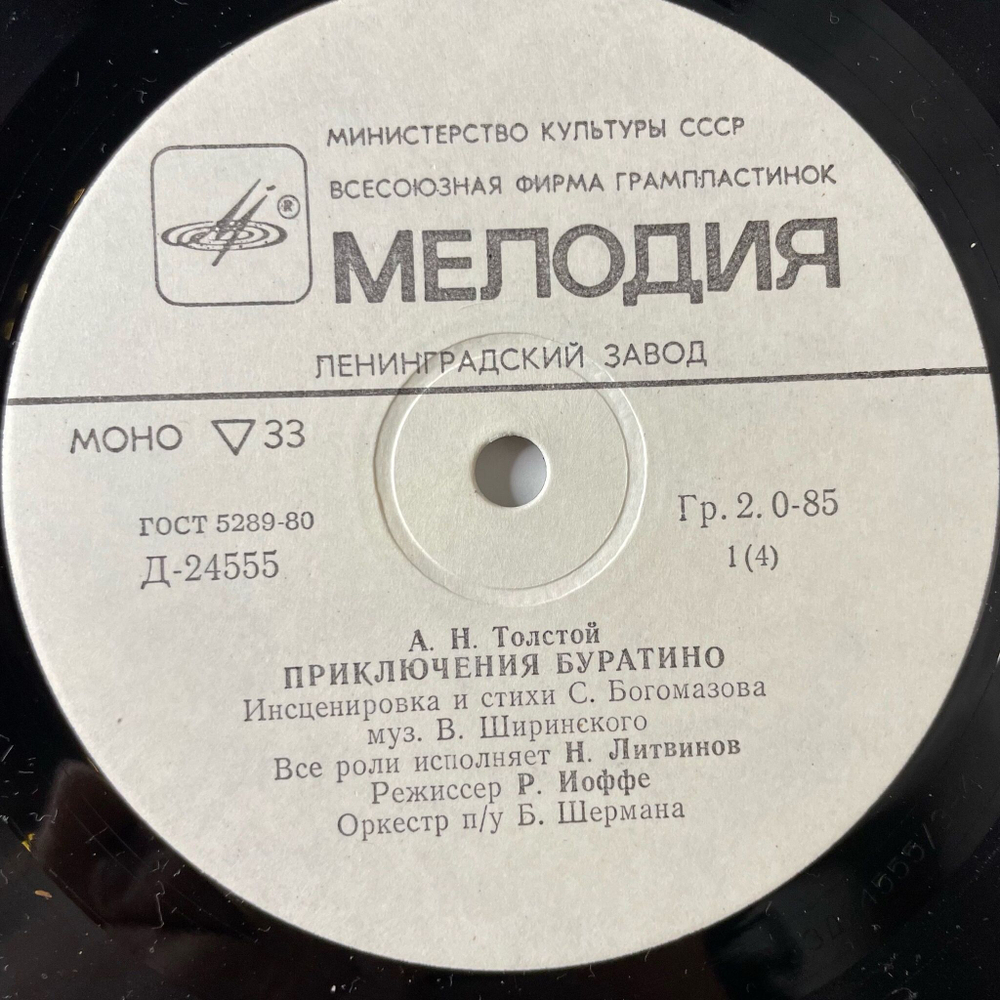 МИНИСТЕРСТВО КУЛЬТУРЫ СССР
ВСЕСОЮЗНАЯ ФИРМА ГРАМПЛАСТИНОК
®
МЕЛОДИЯ
ЛЕНИНГРАДСКИЙ ЗАВОД
МОНО ▽33
ГОСТ 5289-80
Д-24555
Гр. 2. 0-85
1(4)
А. Н. Толстой
ПРИКЛЮЧЕНИЯ БУРАТИНО
Инсценировка и стихи С. Богомазова
муз. В. Ширинского
Все роли исполняет Н. Литвинов
Режиссер Р. Иоффе
Оркестр п/у Б. Шермана